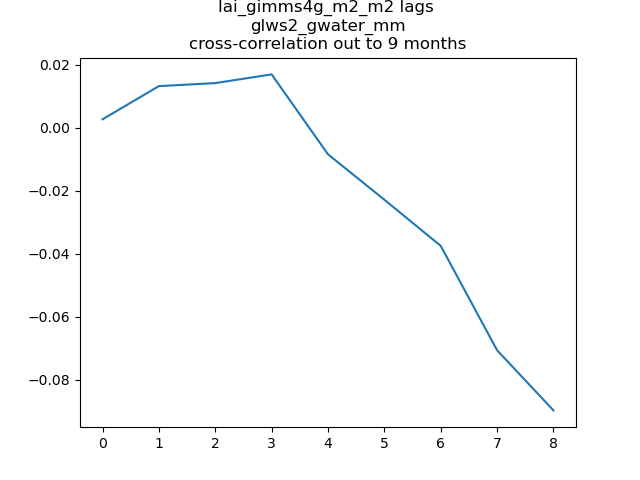 lai_gimms4g_m2_m2 lags
glws2_gwater_mm
cross-correlation out to 9 months
0.02
0.00
−0.02
−0.04
−0.06
−0.08
0 1 2 3 4 5 6 7 8